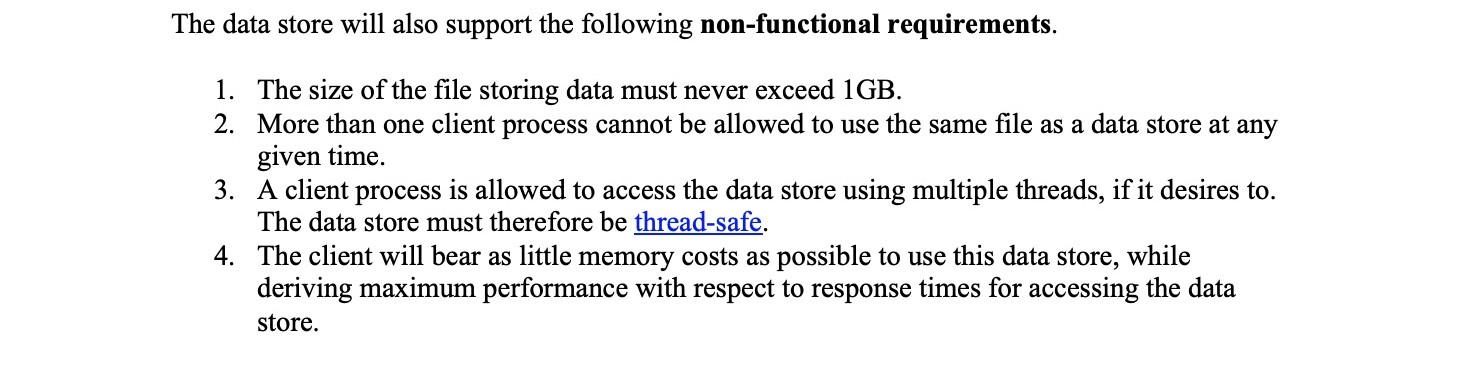 The data store will also support the following non-functional requirements.
1. The size of the file storing data must never exceed 1GB.
2. More than one client process cannot be allowed to use the same file as a data store at any
given time.
3. A client process is allowed to access the data store using multiple threads, if it desires to.
The data store must therefore be thread-safe.
4. The client will bear as little memory costs as possible to use this data store, while
deriving maximum performance with respect to response times for accessing the data
store.